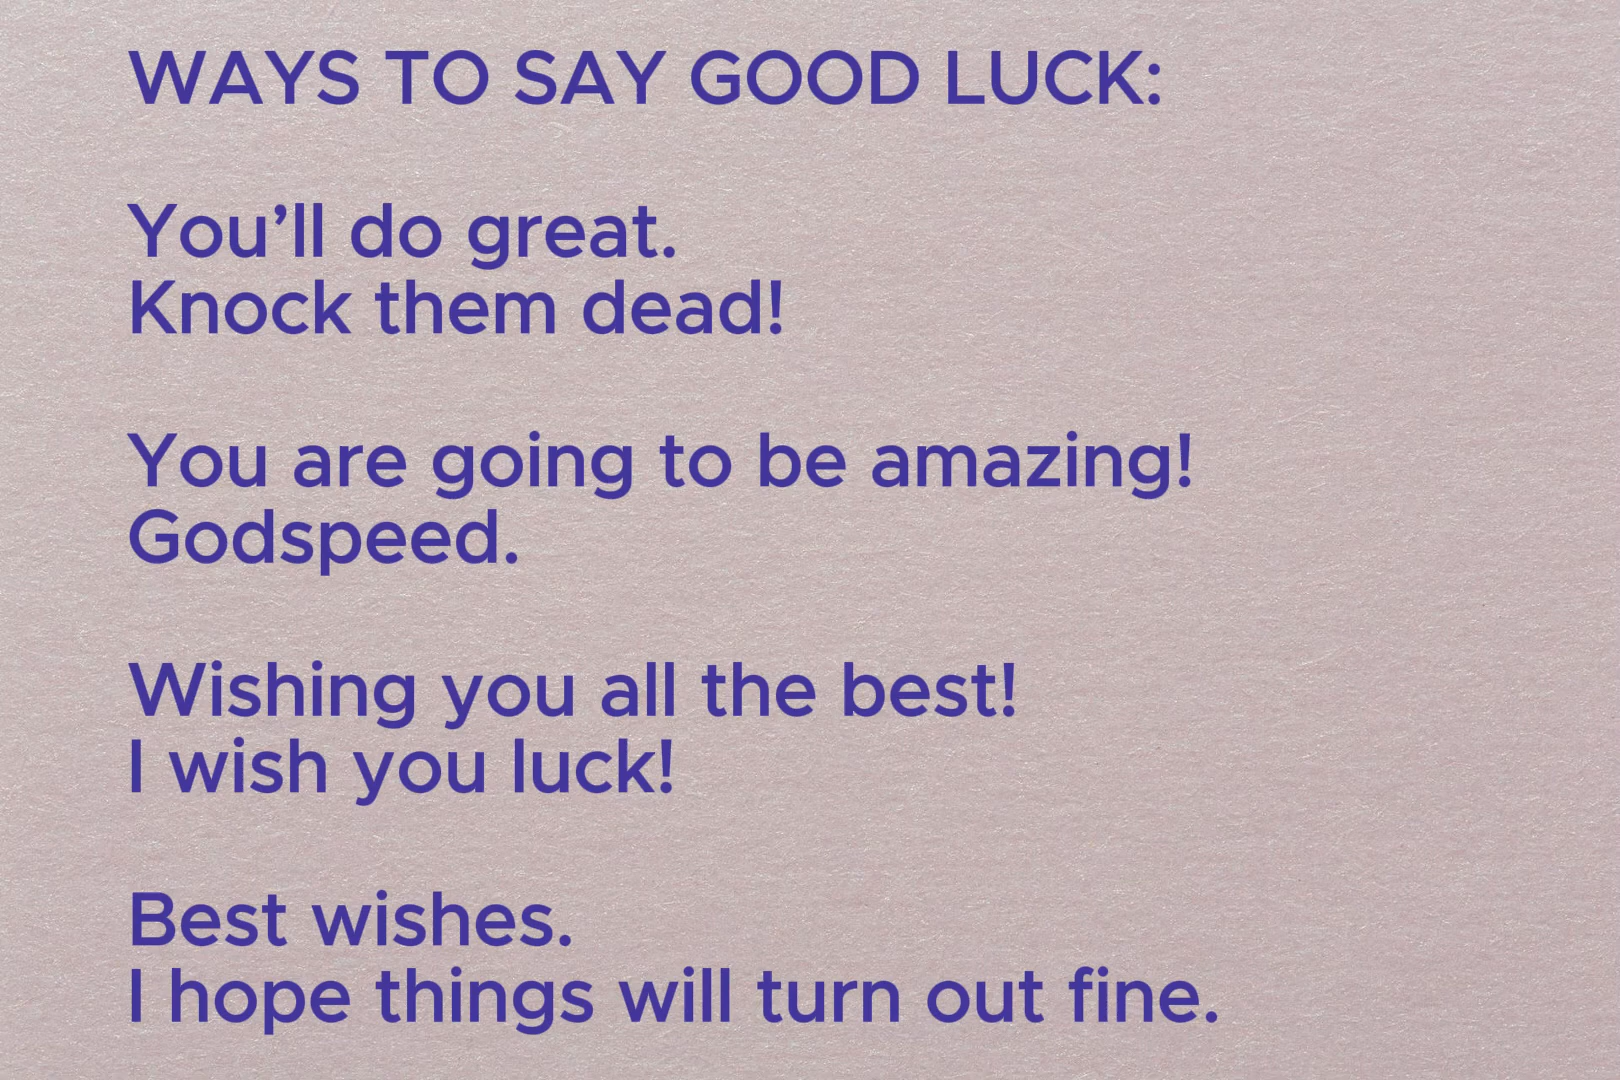 WAYS TO SAY GOOD LUCK:
You’ll do great.
Knock them dead!
You are going to be amazing!
Godspeed.
Wishing you all the best!
I wish you luck!
Best wishes.
I hope things will turn out fine.